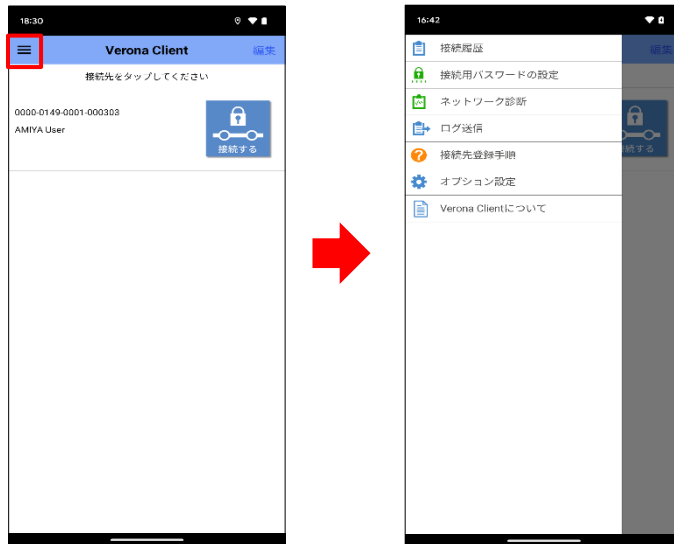 18:30
Verona Client
編集
接続先をタップしてください
0000-0149-0001-000303
AMIYA User
接続する
16:42
接続履歴
接続用パスワードの設定
ネットワーク診断
ログ送信
接続先登録手順
オプション設定
Verona Clientについて
編集
続する